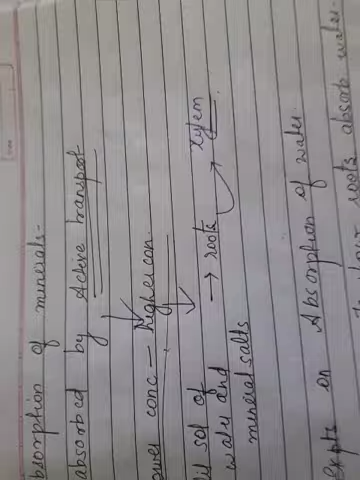 bsorption of minerals-
absorbed by Active transport
ower conc - higher con.
sol of water and mineral salts → roots xylem
Expts on Absorption of water.
roots absorb water-